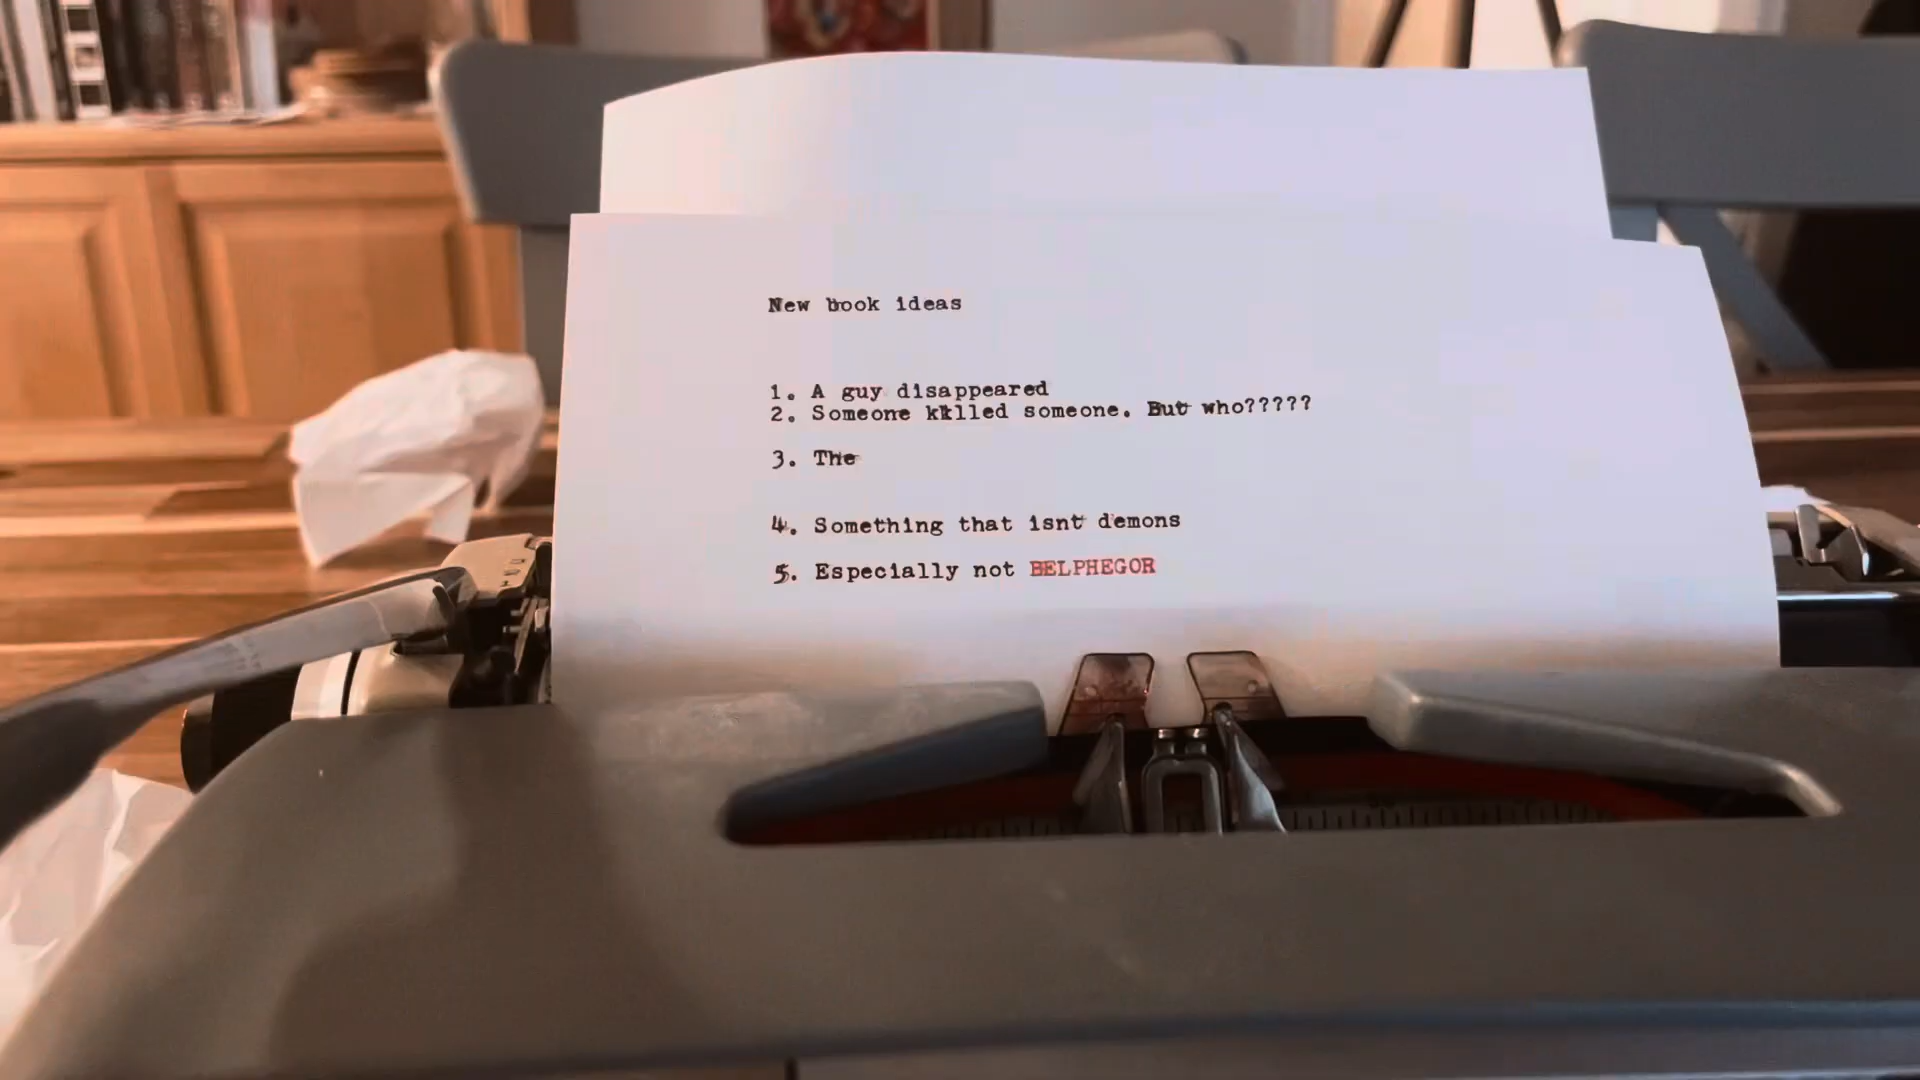 New book ideas
1. A guy disappeared
2. Someone killed someone. But who?????
3. The
4. Something that isnt demons
5. Especially not BELPHEGOR